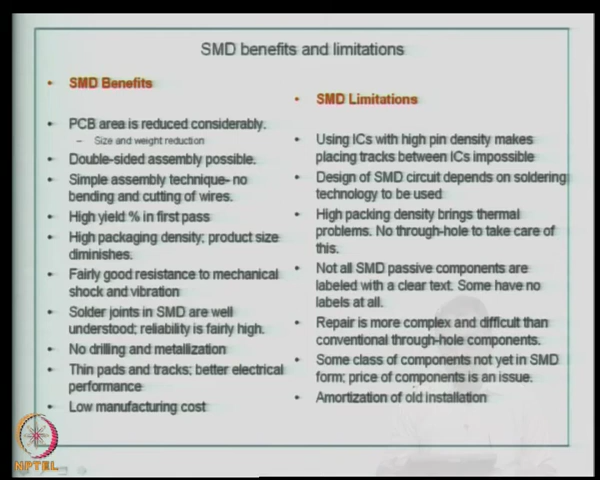 SMD benefits and limitations
• SMD Benefits
• PCB area is reduced considerably.
– Size and weight reduction
• Double-sided assembly possible.
• Simple assembly technique- no
bending and cutting of wires.
• High yield % in first pass
• High packaging density; product size
diminishes.
• Fairly good resistance to mechanical
shock and vibration
• Solder joints in SMD are well
understood; reliability is fairly high.
• No drilling and metallization
• Thin pads and tracks; better electrical
performance
• Low manufacturing cost
• SMD Limitations
• Using ICs with high pin density makes
placing tracks between ICs impossible
• Design of SMD circuit depends on soldering
technology to be used
• High packing density brings thermal
problems. No through-hole to take care of
this.
• Not all SMD passive components are
labeled with a clear text. Some have no
labels at all.
• Repair is more complex and difficult than
conventional through-hole components.
• Some class of components not yet in SMD
form; price of components is an issue.
• Amortization of old installation
NPTEL